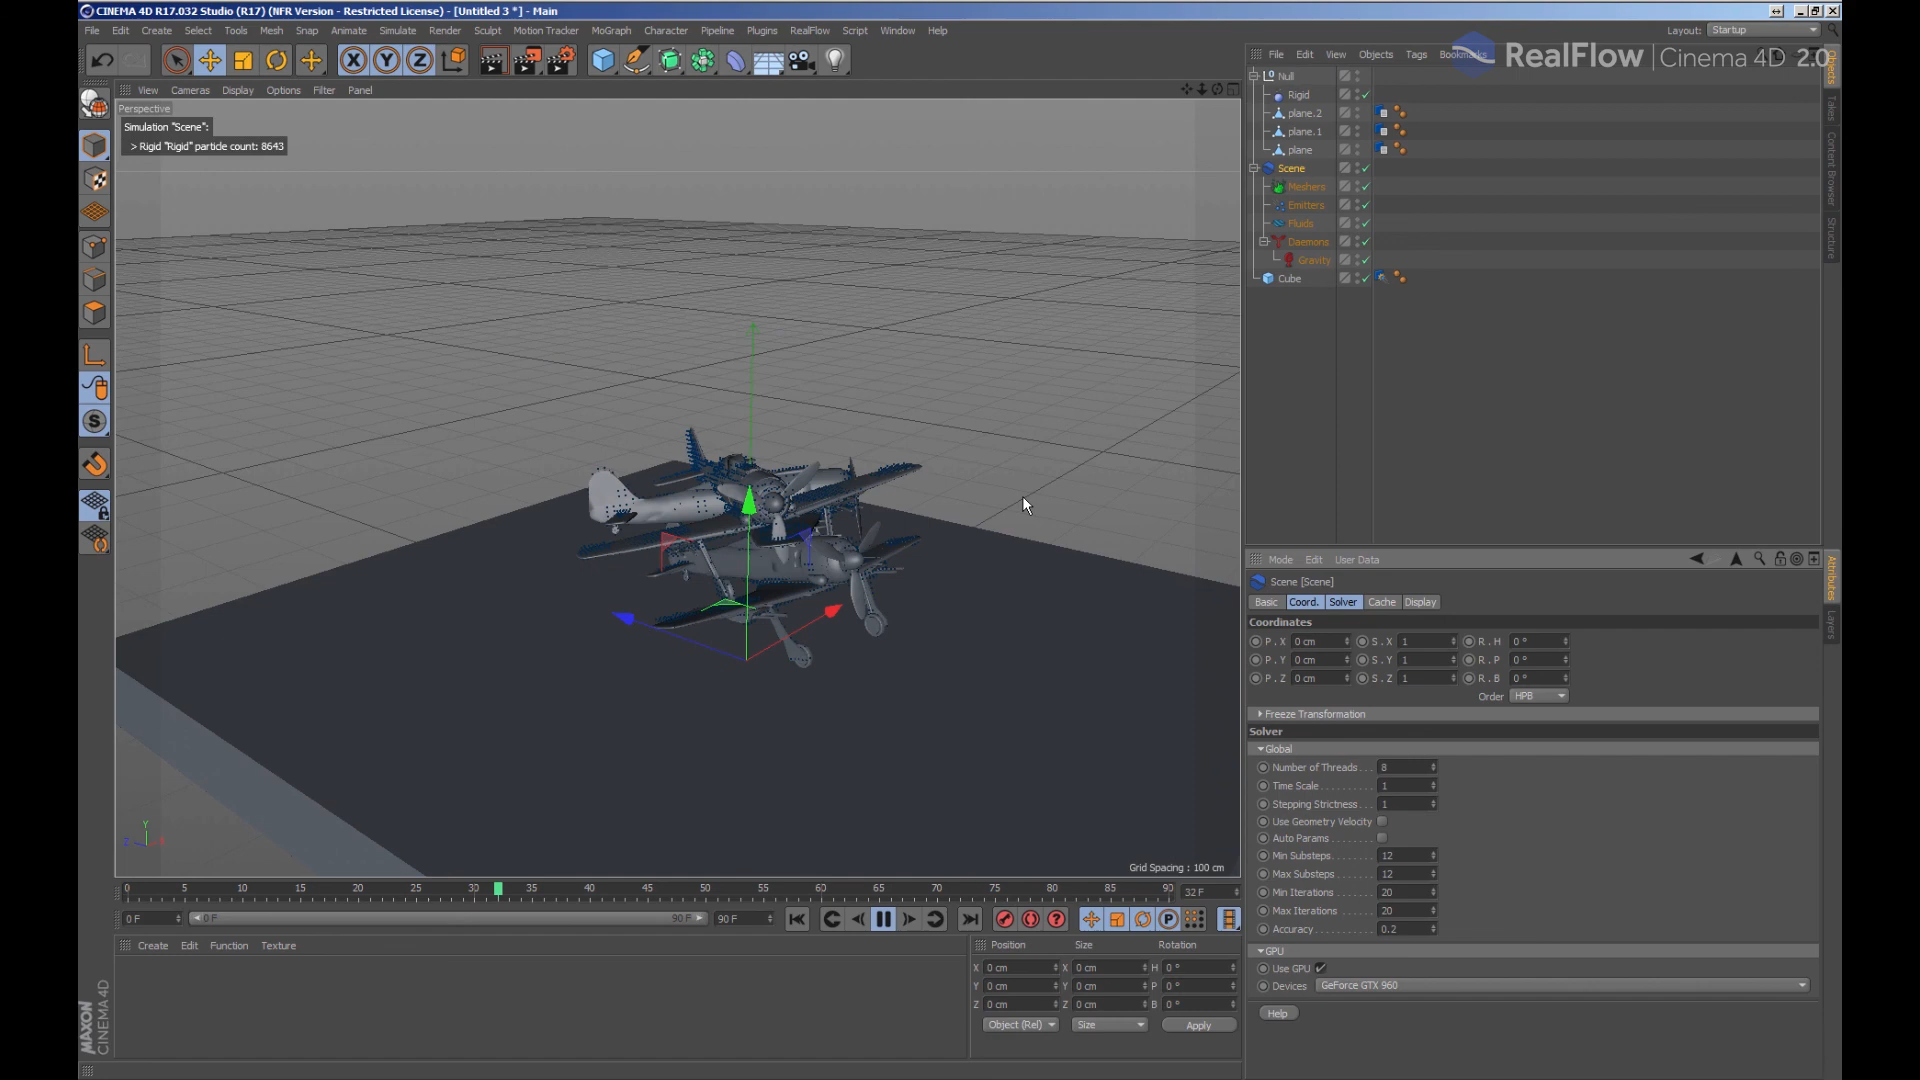 CINEMA 4D R17.032 Studio (R17) (NFR Version - Restricted License) - [Untitled 3 *] - Main
File Edit Create Select Tools Mesh Snap Animate Simulate Render Sculpt Motion Tracker MoGraph Character Pipeline Plugins RealFlow Script Window Help
Layout: Startup
RealFlow | Cinema 4D 2.0
View Cameras Display Options Filter Panel
Perspective
Simulation "Scene":
> Rigid "Rigid" particle count: 8643
Grid Spacing : 100 cm
Y
Z
0 5 10 15 20 25 30 35 40 45 50 55 60 65 70 75 80 85 90
32 F
0 F
0 F
90 F
90 F
Create Edit Function Texture
MAXON
CINEMA 4D
Position Size Rotation
X 0 cm X 0 cm H 0 °
Y 0 cm Y 0 cm P 0 °
Z 0 cm Z 0 cm B 0 °
Object (Rel) Size Apply
File Edit View Objects Tags Bookmarks
Null
Rigid
plane.2
plane.1
plane
Scene
Meshers
Emitters
Fluids
Daemons
Gravity
Cube
Objects
Takes
Content Browser
Structure
Mode Edit User Data
Scene [Scene]
Basic Coord. Solver Cache Display
Coordinates
P . X 0 cm S . X 1 R . H 0 °
P . Y 0 cm S . Y 1 R . P 0 °
P . Z 0 cm S . Z 1 R . B 0 °
Order HPB
Freeze Transformation
Solver
Global
Number of Threads . . . 8
Time Scale . . . . . . . . . 1
Stepping Strictness . . . 1
Use Geometry Velocity
Auto Params . . . . . . .
Min Substeps. . . . . . . 12
Max Substeps . . . . . . 12
Min Iterations . . . . . . 20
Max Iterations . . . . . . 20
Accuracy . . . . . . . . . 0.2
GPU
Use GPU
Devices GeForce GTX 960
Help
Attributes
Layers